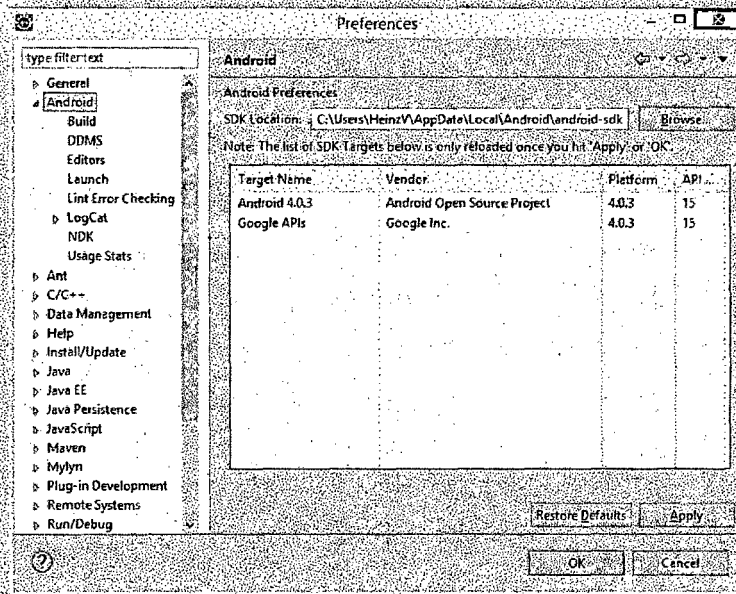 Preferences
type filter text
General
Android
Build
DDMS
Editors
Launch
Lint Error Checking
LogCat
NDK
Usage Stats
Ant
C/C++
Data Management
Help
Install/Update
Java
Java EE
Java Persistence
JavaScript
Maven
Mylyn
Plug-in Development
Remote Systems
Run/Debug
Android
Android Preferences
SDK Location: C:\Users\HeinzV\AppData\Local\Android\android-sdk Browse...
Note: The list of SDK Targets below is only reloaded once you hit 'Apply' or 'OK'.
Target Name Vendor Platform API ...
Android 4.0.3 Android Open Source Project 4.0.3 15
Google APIs Google Inc. 4.0.3 15
Restore Defaults Apply
OK Cancel